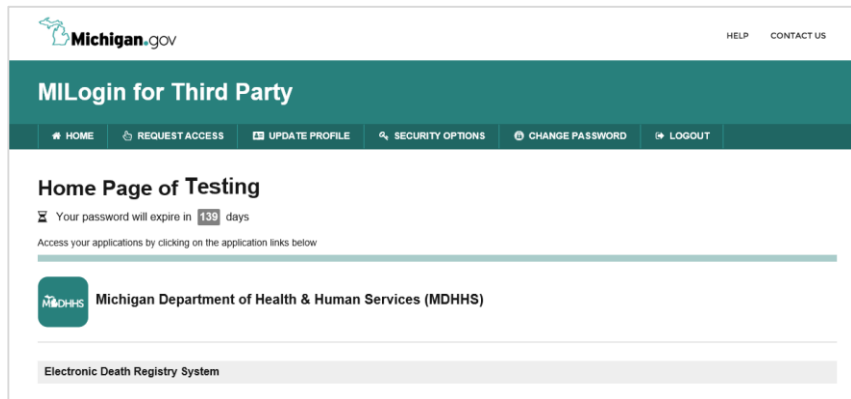 Michigan.gov
HELP CONTACT US
MILogin for Third Party
HOME REQUEST ACCESS UPDATE PROFILE SECURITY OPTIONS CHANGE PASSWORD LOGOUT
Home Page of Testing
Your password will expire in 139 days
Access your applications by clicking on the application links below
MDHHS Michigan Department of Health & Human Services (MDHHS)
Electronic Death Registry System